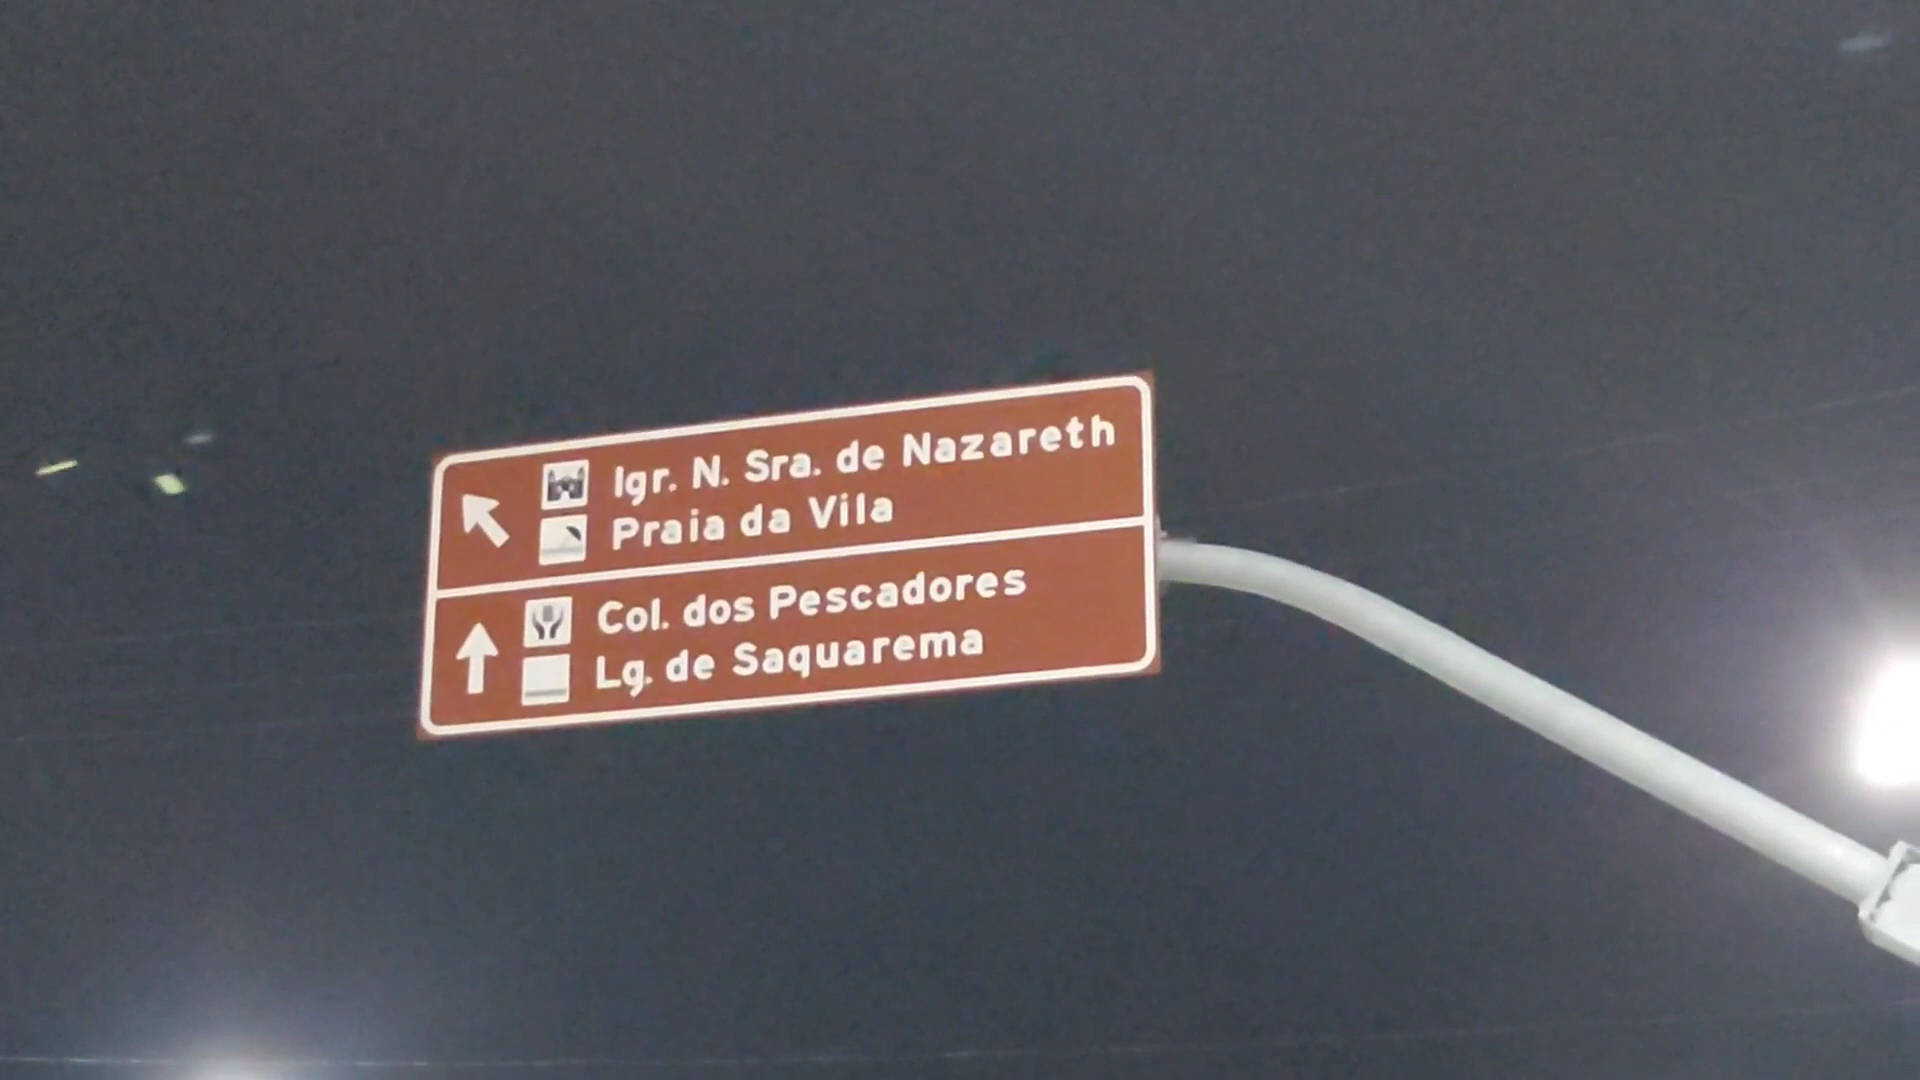 Igr. N. Sra. de Nazareth
Praia da Vila
Col. dos Pescadores
Lg. de Saquarema